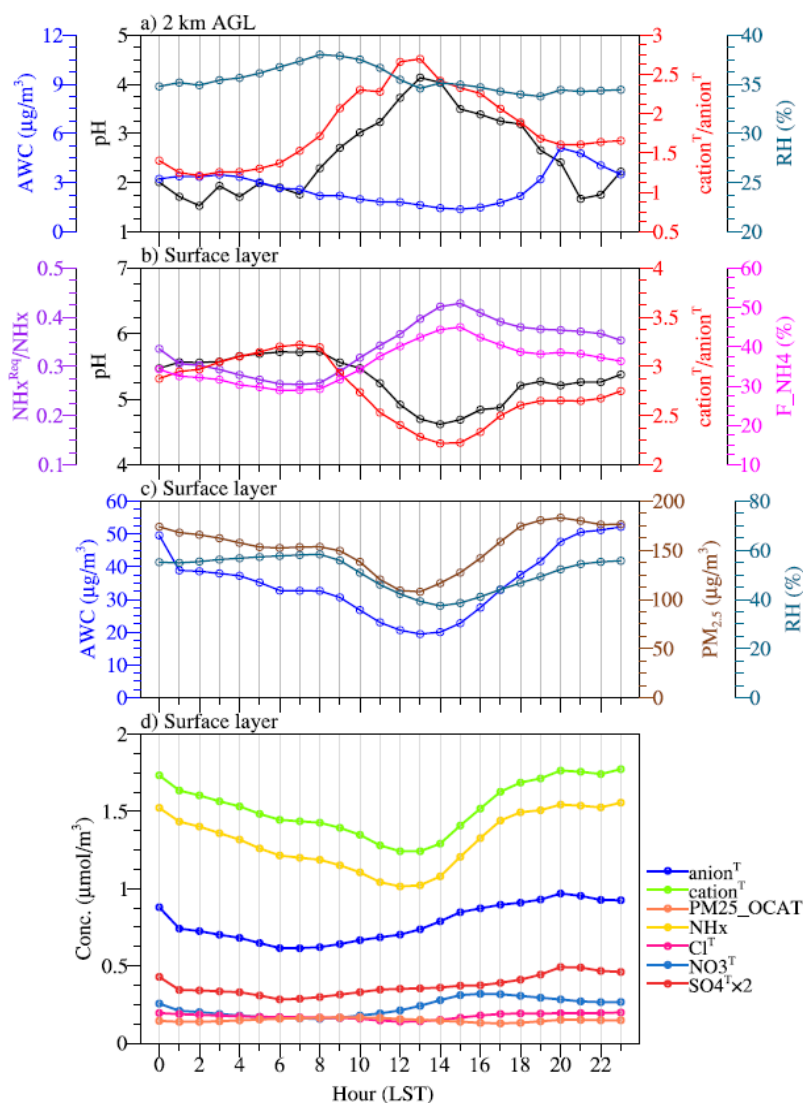 a) 2 km AGL
12
9
6
3
0
AWC (μg/m³)
5
4
3
2
1
pH
3
2.5
2
1.5
1
0.5
cationᵀ/anionᵀ
40
35
30
25
20
RH (%)
b) Surface layer
0.5
0.4
0.3
0.2
0.1
NHxᴿᵉq/NHx
7
6
5
4
pH
4
3.5
3
2.5
2
cationᵀ/anionᵀ
60
50
40
30
20
10
F_NH4 (%)
c) Surface layer
60
50
40
30
20
10
0
AWC (μg/m³)
200
150
100
50
0
PM₂.₅ (μg/m³)
80
60
40
20
0
RH (%)
d) Surface layer
2
1.5
1
0.5
0
Conc. (μmol/m³)
0 2 4 6 8 10 12 14 16 18 20 22
Hour (LST)
anionᵀ
cationᵀ
PM25_OCAT
NHx
Clᵀ
NO3ᵀ
SO4ᵀ×2